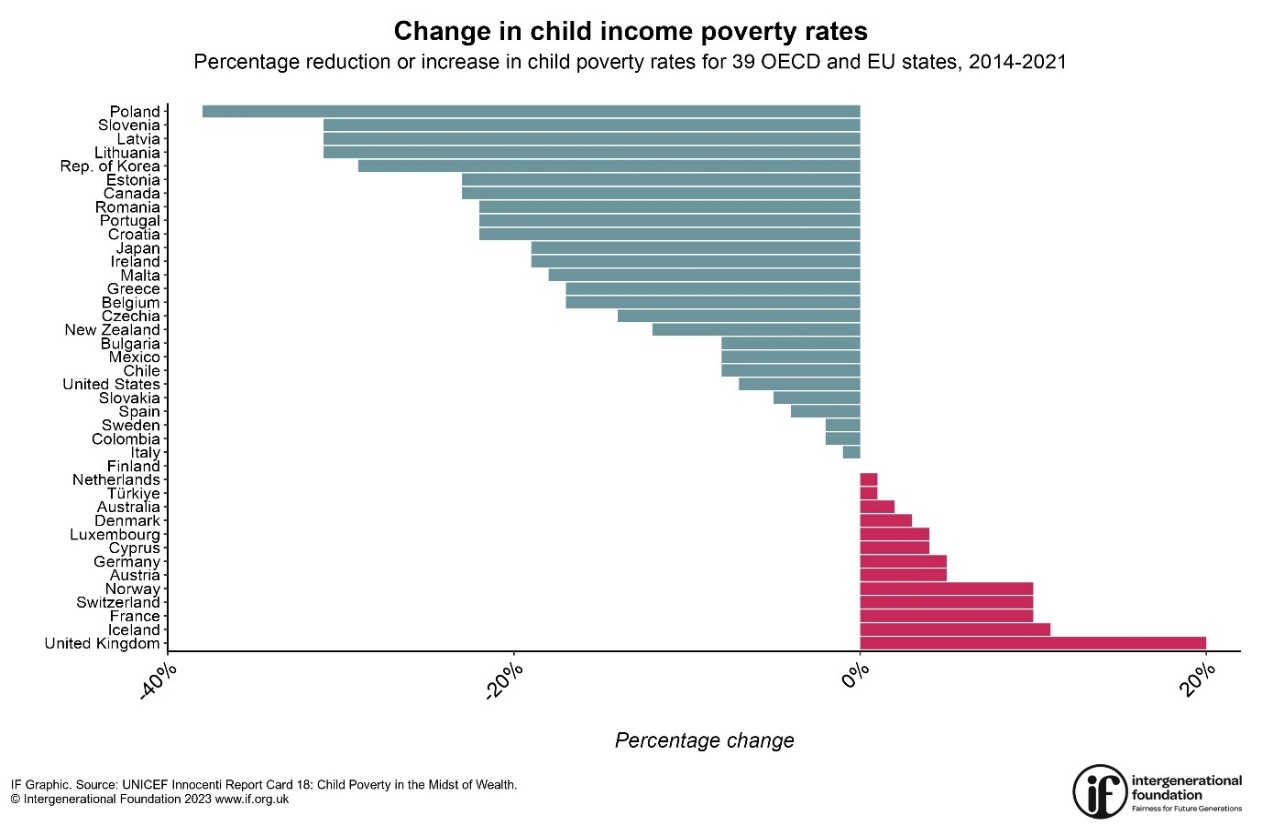 Change in child income poverty rates
Percentage reduction or increase in child poverty rates for 39 OECD and EU states, 2014-2021
Poland
Slovenia
Latvia
Lithuania
Rep. of Korea
Estonia
Canada
Romania
Portugal
Croatia
Japan
Ireland
Malta
Greece
Belgium
Czechia
New Zealand
Bulgaria
Mexico
Chile
United States
Slovakia
Spain
Sweden
Colombia
Italy
Finland
Netherlands
Türkiye
Australia
Denmark
Luxembourg
Cyprus
Germany
Austria
Norway
Switzerland
France
Iceland
United Kingdom
-40% -20% 0% 20%
Percentage change
IF Graphic. Source: UNICEF Innocenti Report Card 18: Child Poverty in the Midst of Wealth.
© Intergenerational Foundation 2023 www.if.org.uk
if
intergenerational
foundation
Fairness for Future Generations